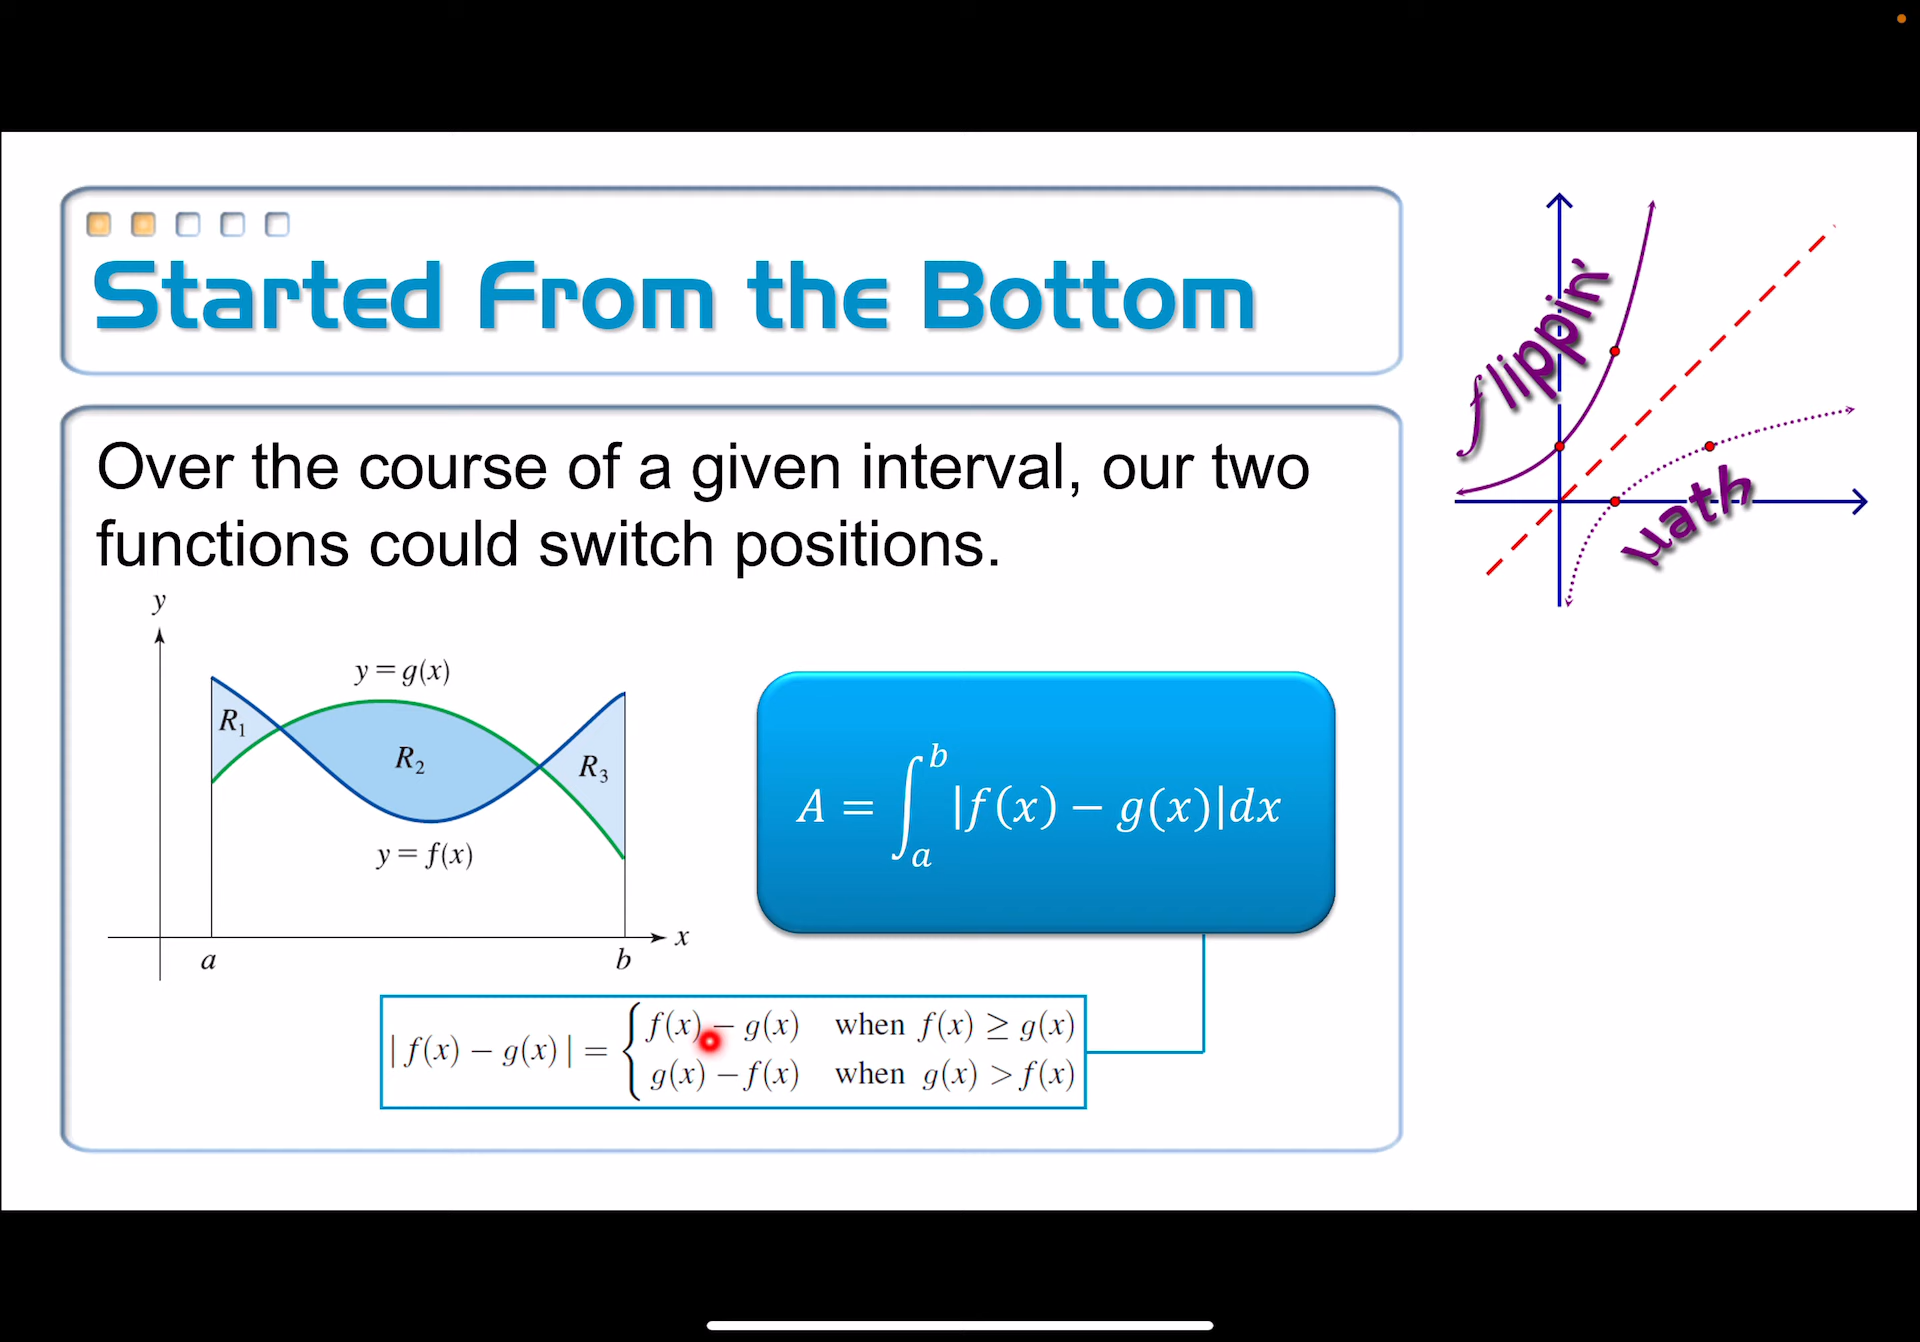 Started From the Bottom
Over the course of a given interval, our two
functions could switch positions.
y
y = g(x)
R₁
R₂
R₃
y = f(x)
x
a
b
A = ∫ₐᵇ |f(x) − g(x)|dx
| f(x) − g(x) | = { f(x) − g(x) when f(x) ≥ g(x)
g(x) − f(x) when g(x) > f(x)
flippin'
math